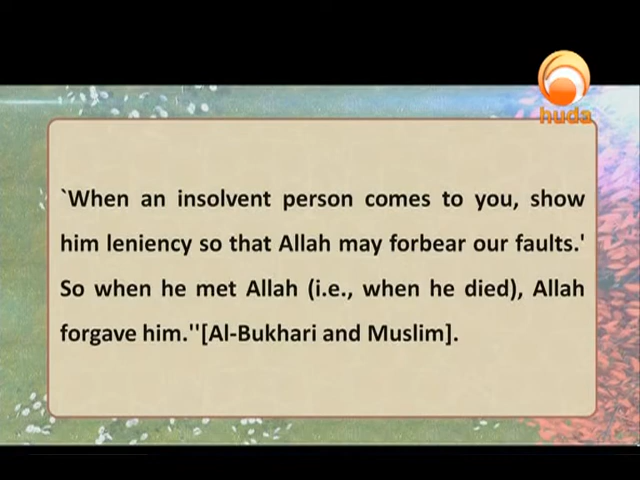 huda
`When an insolvent person comes to you, show
him leniency so that Allah may forbear our faults.'
So when he met Allah (i.e., when he died), Allah
forgave him.''[Al-Bukhari and Muslim].